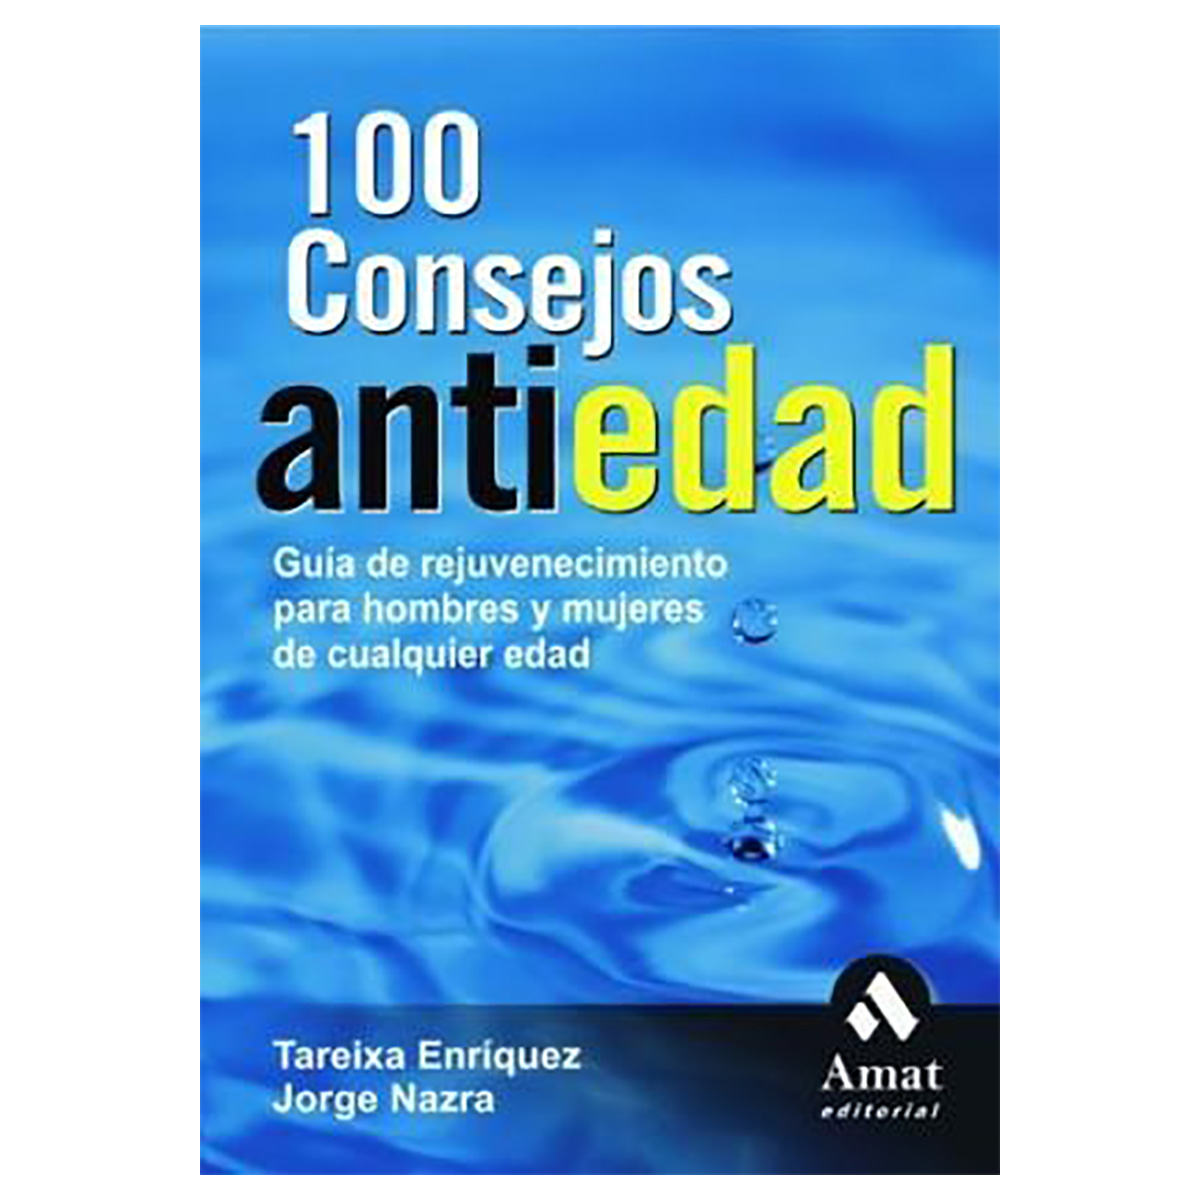 100
Consejos
antiedad
Guía de rejuvenecimiento
para hombres y mujeres
de cualquier edad
Tareixa Enríquez
Jorge Nazra
Amat
editorial